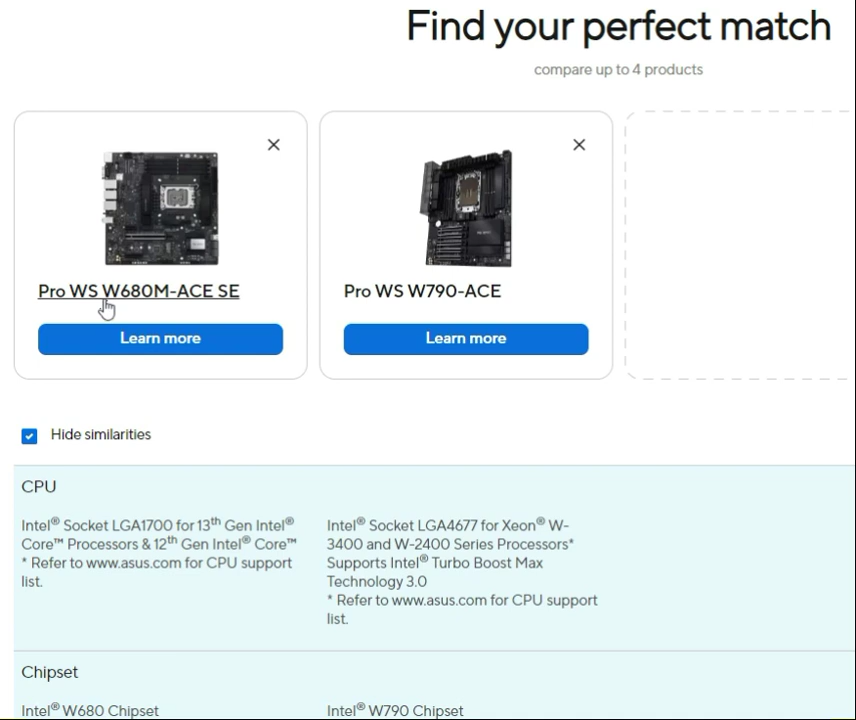 Find your perfect match
compare up to 4 products
Pro WS W680M-ACE SE
Learn more
Pro WS W790-ACE
Learn more
Hide similarities
CPU
Intel® Socket LGA1700 for 13th Gen Intel®
Core™ Processors & 12th Gen Intel® Core™
* Refer to www.asus.com for CPU support
list.
Intel® Socket LGA4677 for Xeon® W-
3400 and W-2400 Series Processors*
Supports Intel® Turbo Boost Max
Technology 3.0
* Refer to www.asus.com for CPU support
list.
Chipset
Intel® W680 Chipset
Intel® W790 Chipset